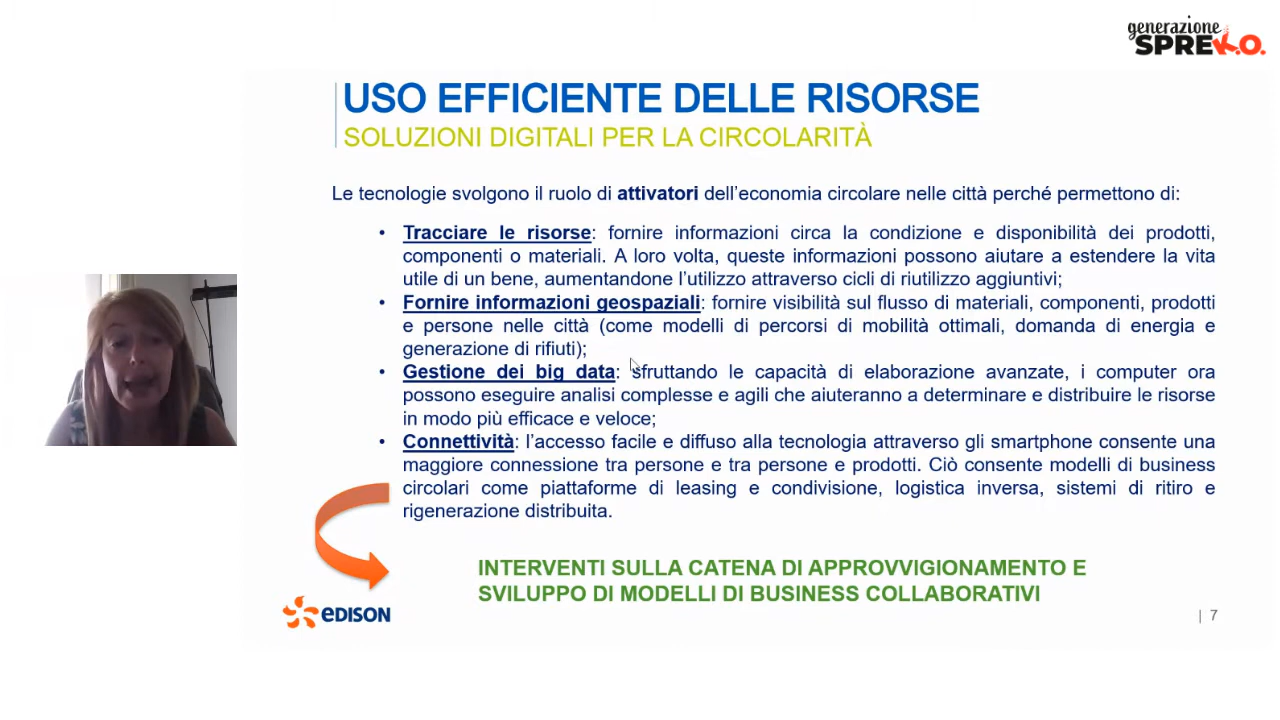 generazione
SPREK.O.
USO EFFICIENTE DELLE RISORSE
SOLUZIONI DIGITALI PER LA CIRCOLARITÀ
Le tecnologie svolgono il ruolo di attivatori dell'economia circolare nelle città perché permettono di:
• Tracciare le risorse: fornire informazioni circa la condizione e disponibilità dei prodotti,
componenti o materiali. A loro volta, queste informazioni possono aiutare a estendere la vita
utile di un bene, aumentandone l'utilizzo attraverso cicli di riutilizzo aggiuntivi;
• Fornire informazioni geospaziali: fornire visibilità sul flusso di materiali, componenti, prodotti
e persone nelle città (come modelli di percorsi di mobilità ottimali, domanda di energia e
generazione di rifiuti);
• Gestione dei big data: sfruttando le capacità di elaborazione avanzate, i computer ora
possono eseguire analisi complesse e agili che aiuteranno a determinare e distribuire le risorse
in modo più efficace e veloce;
• Connettività: l'accesso facile e diffuso alla tecnologia attraverso gli smartphone consente una
maggiore connessione tra persone e tra persone e prodotti. Ciò consente modelli di business
circolari come piattaforme di leasing e condivisione, logistica inversa, sistemi di ritiro e
rigenerazione distribuita.
INTERVENTI SULLA CATENA DI APPROVVIGIONAMENTO E
SVILUPPO DI MODELLI DI BUSINESS COLLABORATIVI
EDISON
| 7